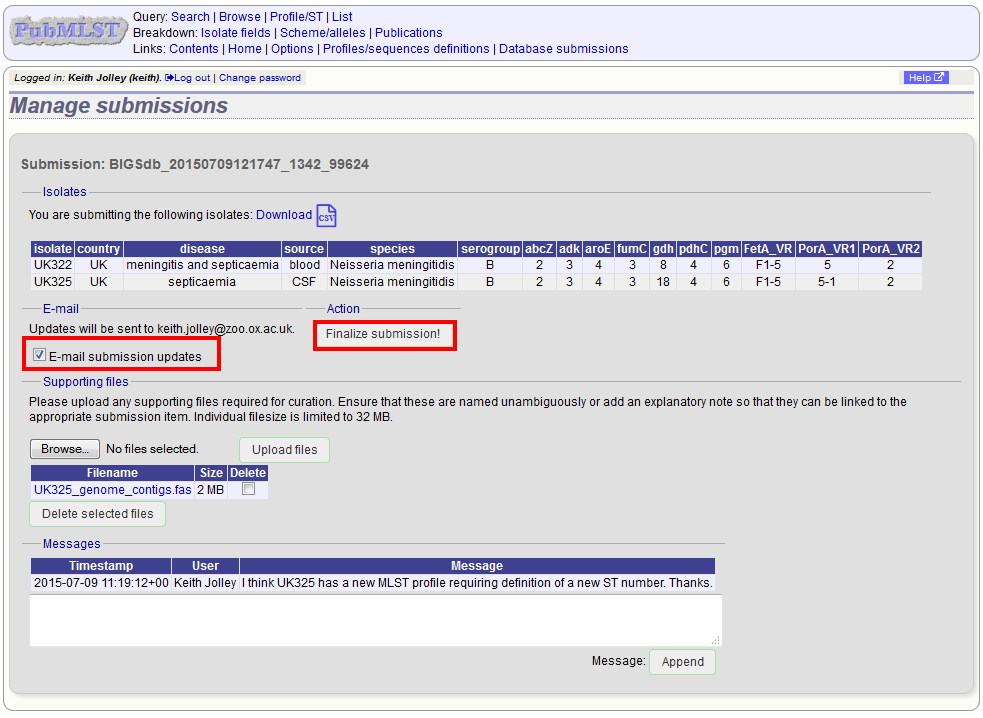 PubMLST
Query: Search | Browse | Profile/ST | List
Breakdown: Isolate fields | Scheme/alleles | Publications
Links: Contents | Home | Options | Profiles/sequences definitions | Database submissions
Logged in: Keith Jolley (keith). Log out | Change password
Help
Manage submissions
Submission: BIGSdb_20150709121747_1342_99624
Isolates
You are submitting the following isolates: Download CSV
isolate country disease source species serogroup abcZ adk aroE fumC gdh pdhC pgm FetA_VR PorA_VR1 PorA_VR2
UK322 UK meningitis and septicaemia blood Neisseria meningitidis B 2 3 4 3 8 4 6 F1-5 5 2
UK325 UK septicaemia CSF Neisseria meningitidis B 2 3 4 3 18 4 6 F1-5 5-1 2
E-mail
Action
Updates will be sent to keith.jolley@zoo.ox.ac.uk.
Finalize submission!
E-mail submission updates
Supporting files
Please upload any supporting files required for curation. Ensure that these are named unambiguously or add an explanatory note so that they can be linked to the
appropriate submission item. Individual filesize is limited to 32 MB.
Browse... No files selected. Upload files
Filename Size Delete
UK325_genome_contigs.fas 2 MB
Delete selected files
Messages
Timestamp User Message
2015-07-09 11:19:12+00 Keith Jolley I think UK325 has a new MLST profile requiring definition of a new ST number. Thanks.
Message: Append